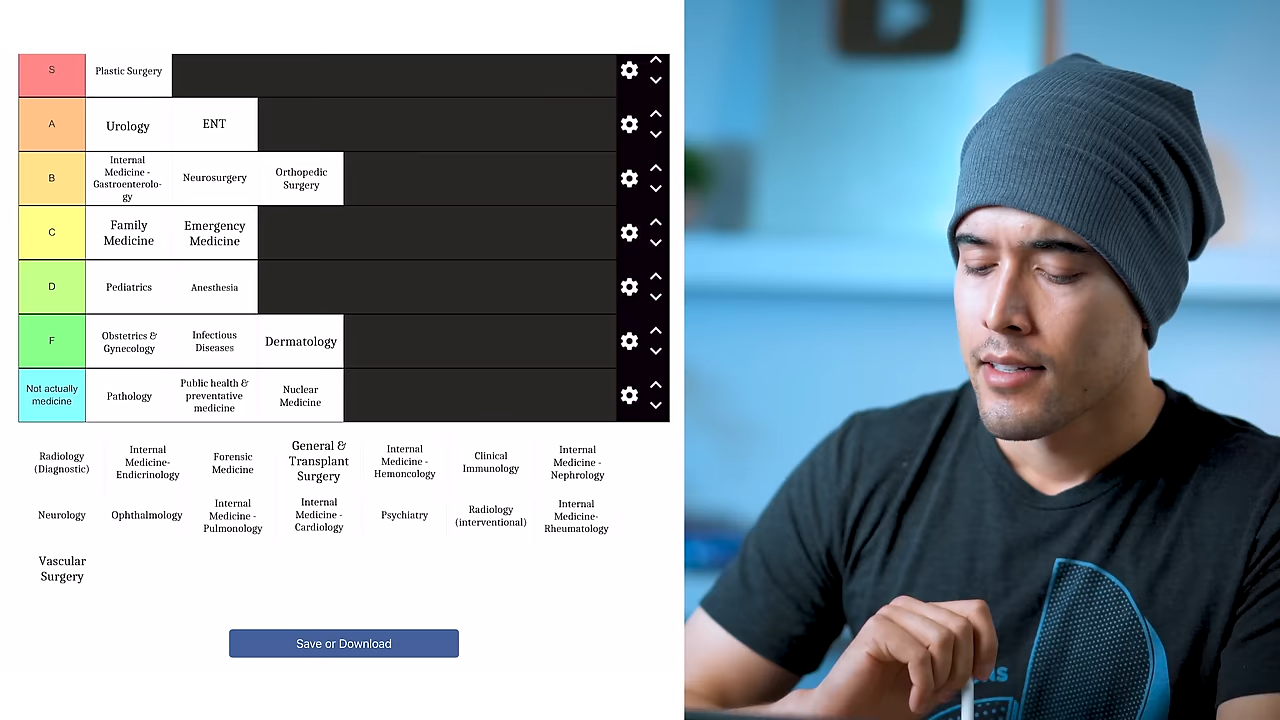 S
Plastic Surgery
A
Urology
ENT
B
Internal
Medicine -
Gastroenterolo-
gy
Neurosurgery
Orthopedic
Surgery
C
Family
Medicine
Emergency
Medicine
D
Pediatrics
Anesthesia
F
Obstetrics &
Gynecology
Infectious
Diseases
Dermatology
Not actually
medicine
Pathology
Public health &
preventative
medicine
Nuclear
Medicine
Radiology
(Diagnostic)
Internal
Medicine-
Endicrinology
Forensic
Medicine
General &
Transplant
Surgery
Internal
Medicine -
Hemoncology
Clinical
Immunology
Internal
Medicine -
Nephrology
Neurology
Ophthalmology
Internal
Medicine -
Pulmonology
Internal
Medicine -
Cardiology
Psychiatry
Radiology
(interventional)
Internal
Medicine-
Rheumatology
Vascular
Surgery
Save or Download